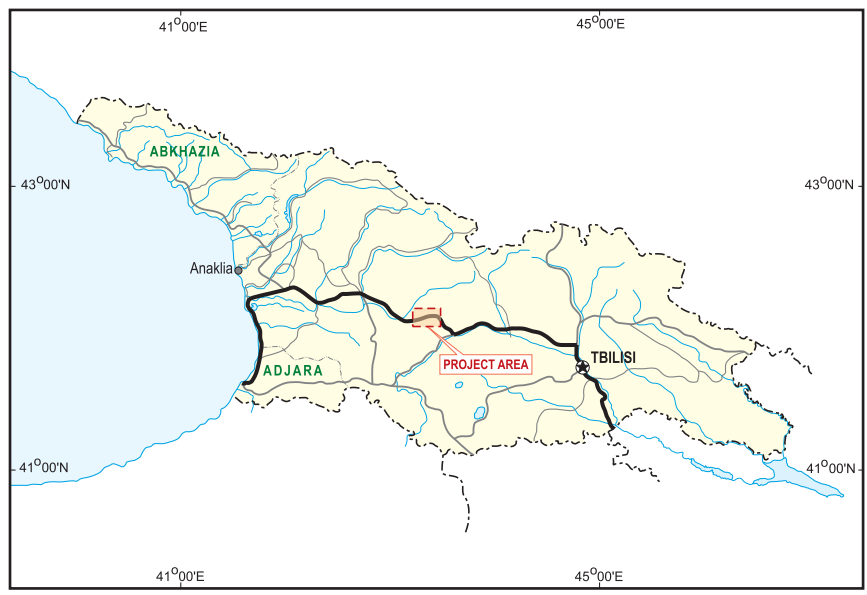 41°00'E
45°00'E
ABKHAZIA
43°00'N
43°00'N
Anaklia
TBILISI
PROJECT AREA
ADJARA
41°00'N
41°00'N
41°00'E
45°00'E